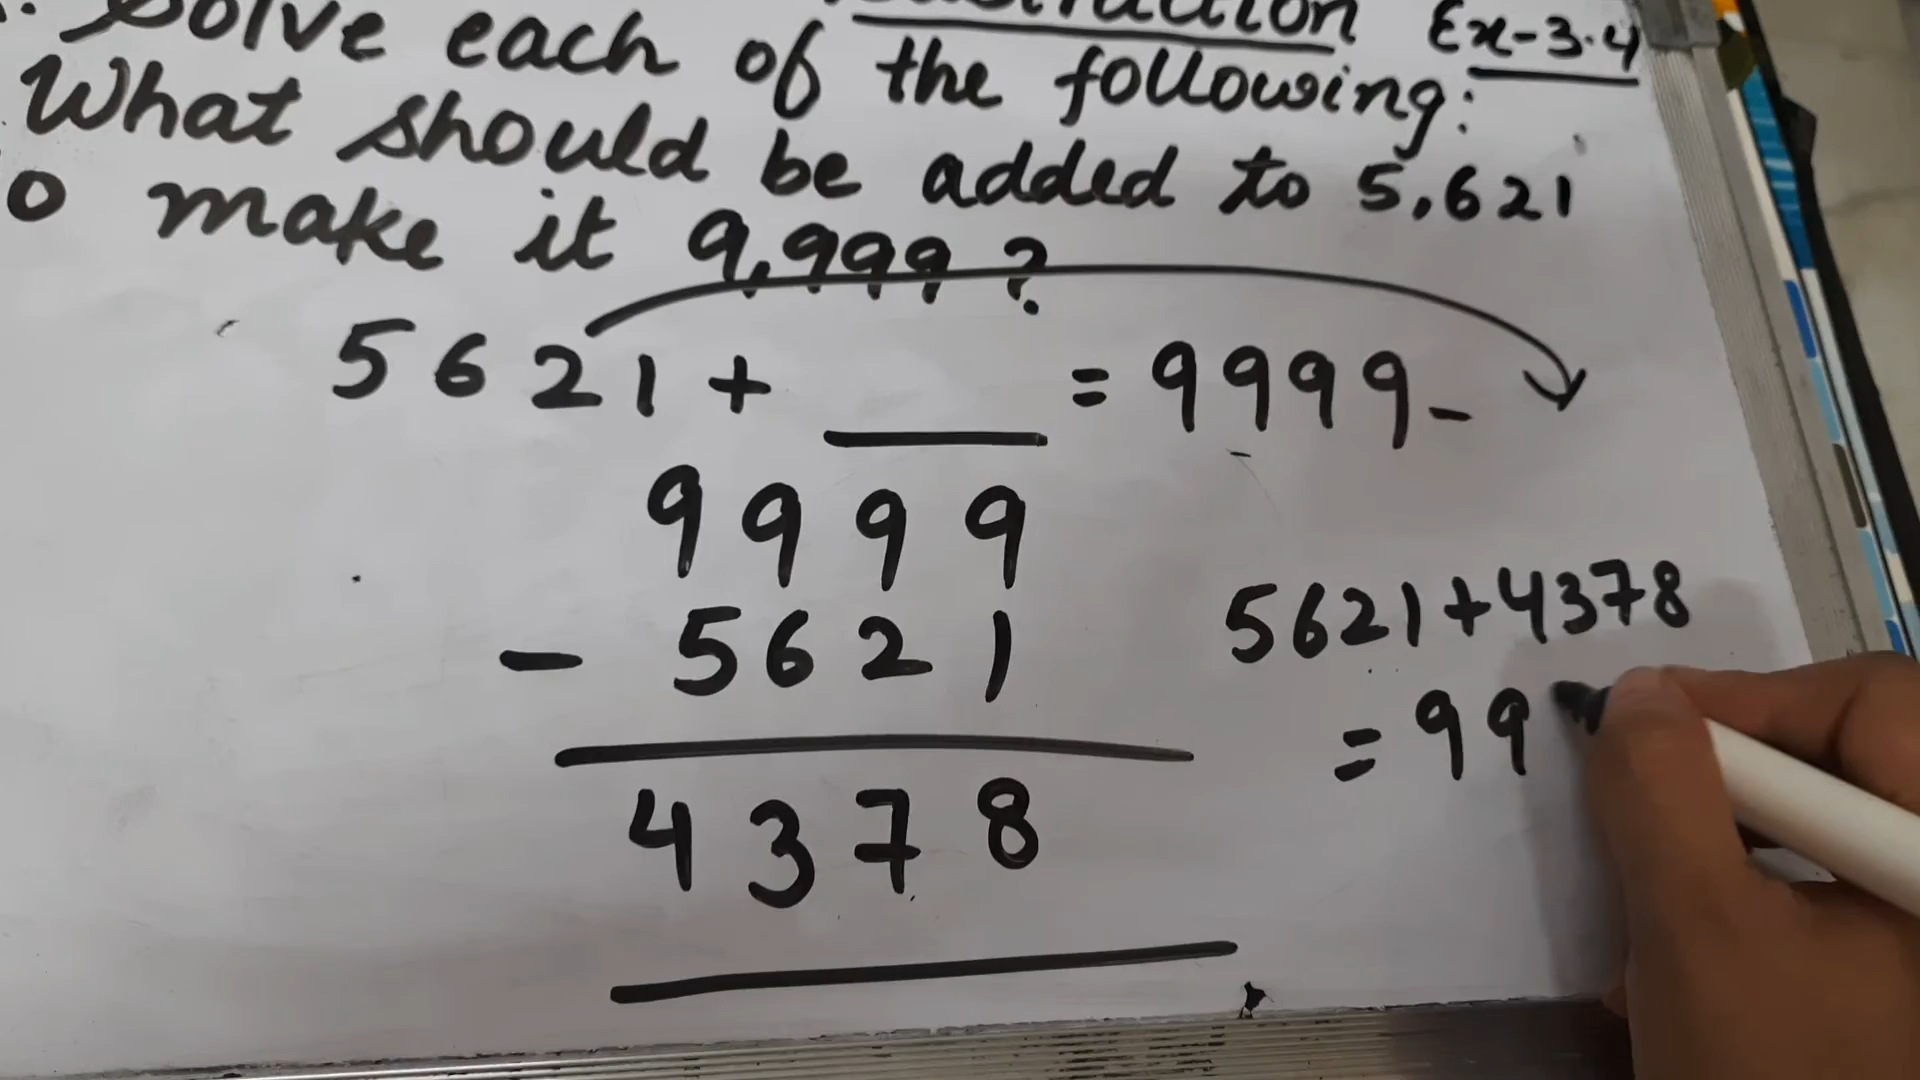 Ex-3.4
Solve each of the following:
What should be added to 5,621
o make it 9,999?
5621 + ___ = 9999-
9999
- 5621
4378
5621+4378
= 99